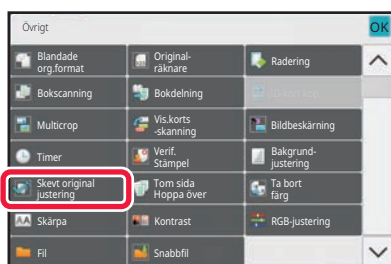 Övrigt
OK
Blandade
org.format
Original-
räknare
Radering
Bokscanning
Bokdelning
Multicrop
Vis.korts
-skanning
Bildbeskärning
Timer
Verif.
Stämpel
Bakgrund-
justering
Skevt original
justering
Tom sida
Hoppa över
Ta bort
färg
Skärpa
Kontrast
RGB-justering
Fil
Snabbfil